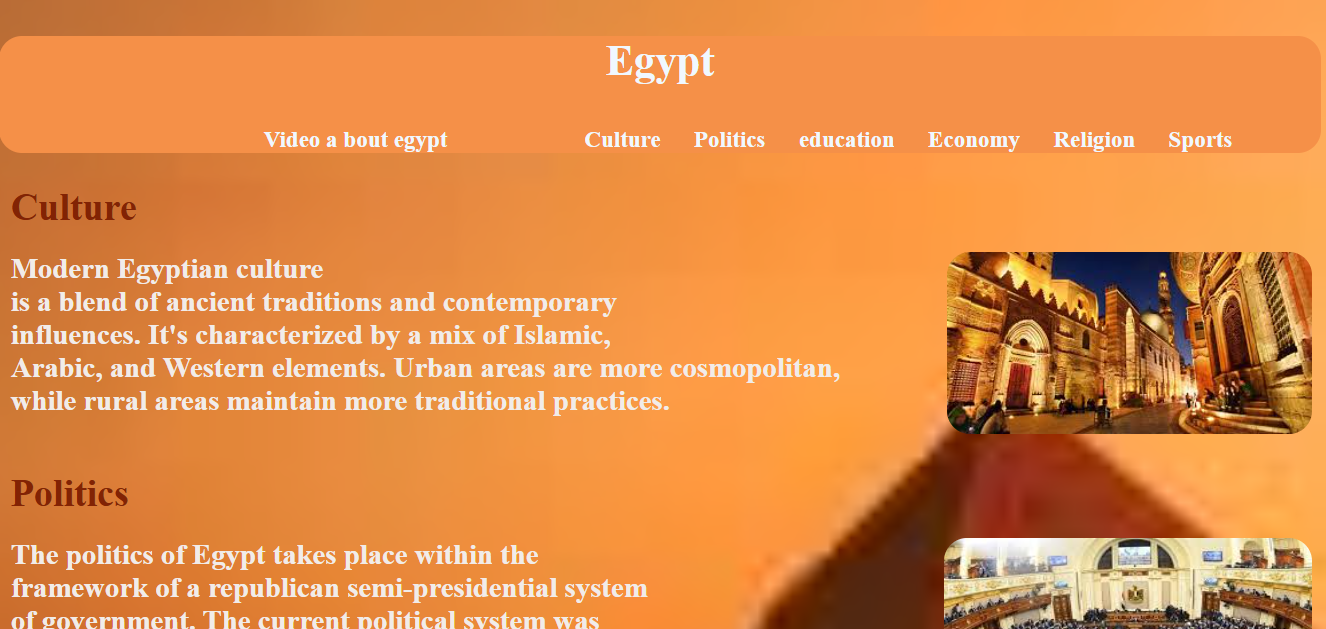 Egypt
Video a bout egypt Culture Politics education Economy Religion Sports
Culture
Modern Egyptian culture
is a blend of ancient traditions and contemporary
influences. It's characterized by a mix of Islamic,
Arabic, and Western elements. Urban areas are more cosmopolitan,
while rural areas maintain more traditional practices.
Politics
The politics of Egypt takes place within the
framework of a republican semi-presidential system
of government. The current political system was